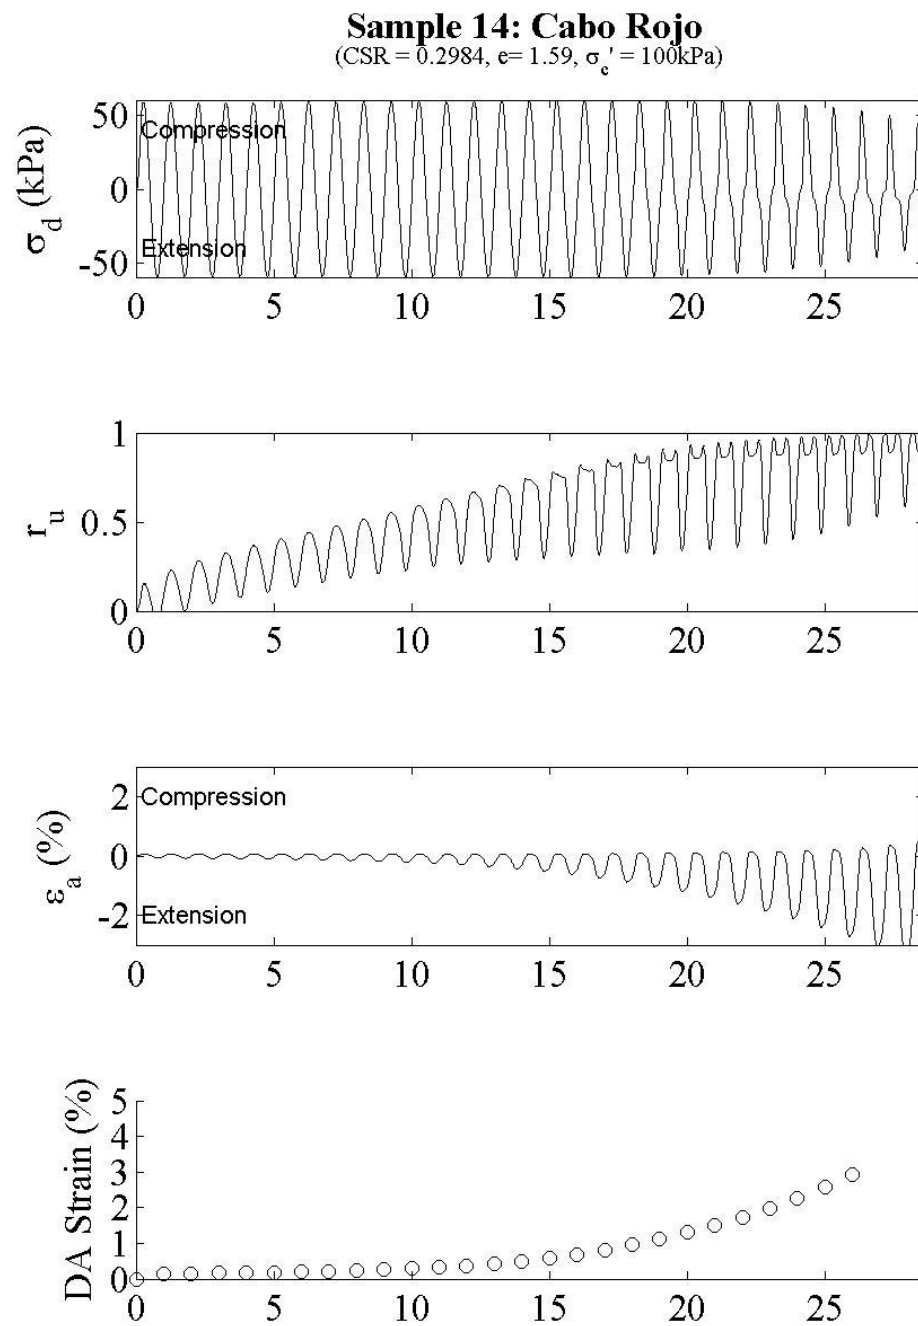 Sample 14: Cabo Rojo
(CSR = 0.2984, e= 1.59, σc' = 100kPa)
σd (kPa)
50
0
-50
Compression
Extension
0 5 10 15 20 25
ru
1
0.5
0
0 5 10 15 20 25
εa (%)
2
0
-2
Compression
Extension
0 5 10 15 20 25
DA Strain (%)
5
4
3
2
1
0
0 5 10 15 20 25